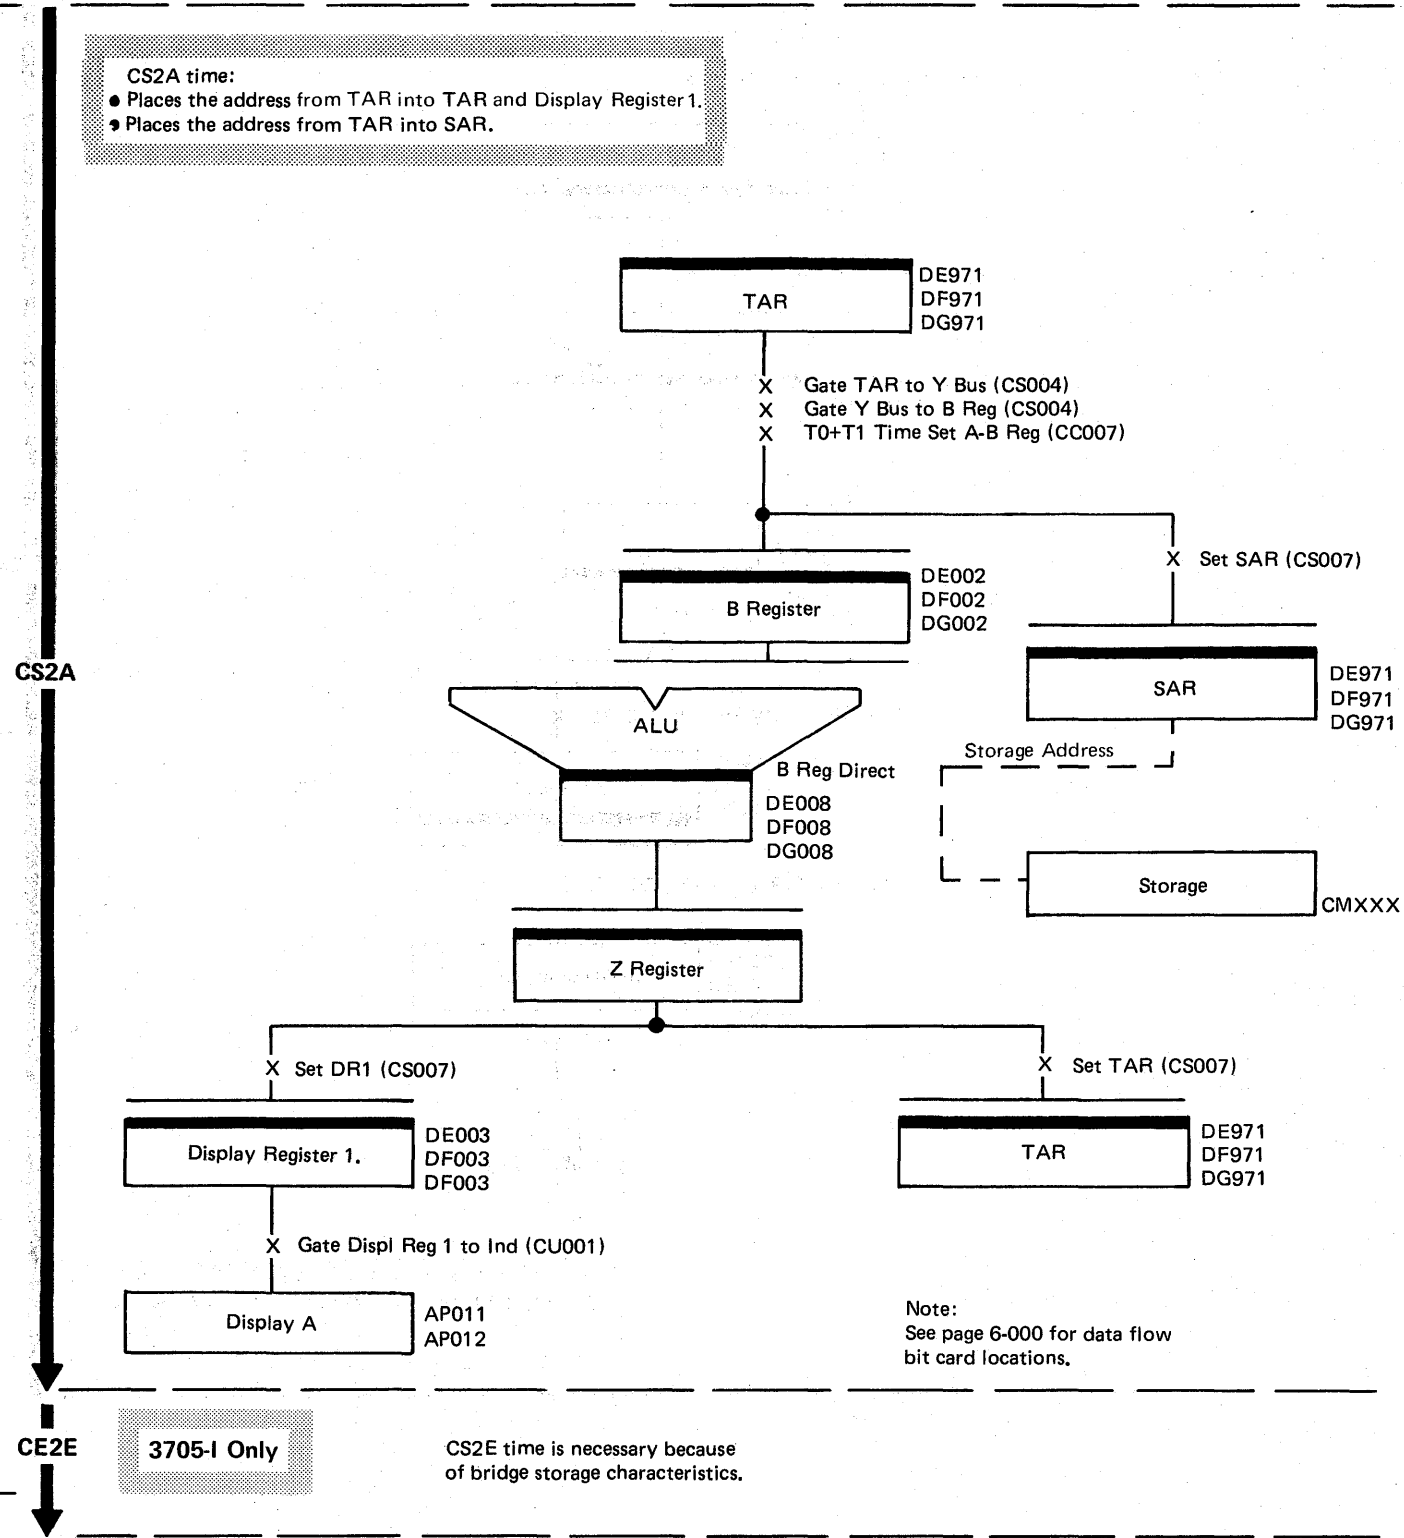 CS2A time:
● Places the address from TAR into TAR and Display Register 1.
● Places the address from TAR into SAR.
TAR
DE971
DF971
DG971
X Gate TAR to Y Bus (CS004)
X Gate Y Bus to B Reg (CS004)
X T0+T1 Time Set A-B Reg (CC007)
X Set SAR (CS007)
B Register
DE002
DF002
DG002
CS2A
SAR
DE971
DF971
DG971
ALU
Storage Address
B Reg Direct
DE008
DF008
DG008
Storage
CMXXX
Z Register
X Set DR1 (CS007)
X Set TAR (CS007)
Display Register 1.
DE003
DF003
DF003
TAR
DE971
DF971
DG971
X Gate Displ Reg 1 to Ind (CU001)
Display A
AP011
AP012
Note:
See page 6-000 for data flow
bit card locations.
CE2E
3705-I Only
CS2E time is necessary because
of bridge storage characteristics.